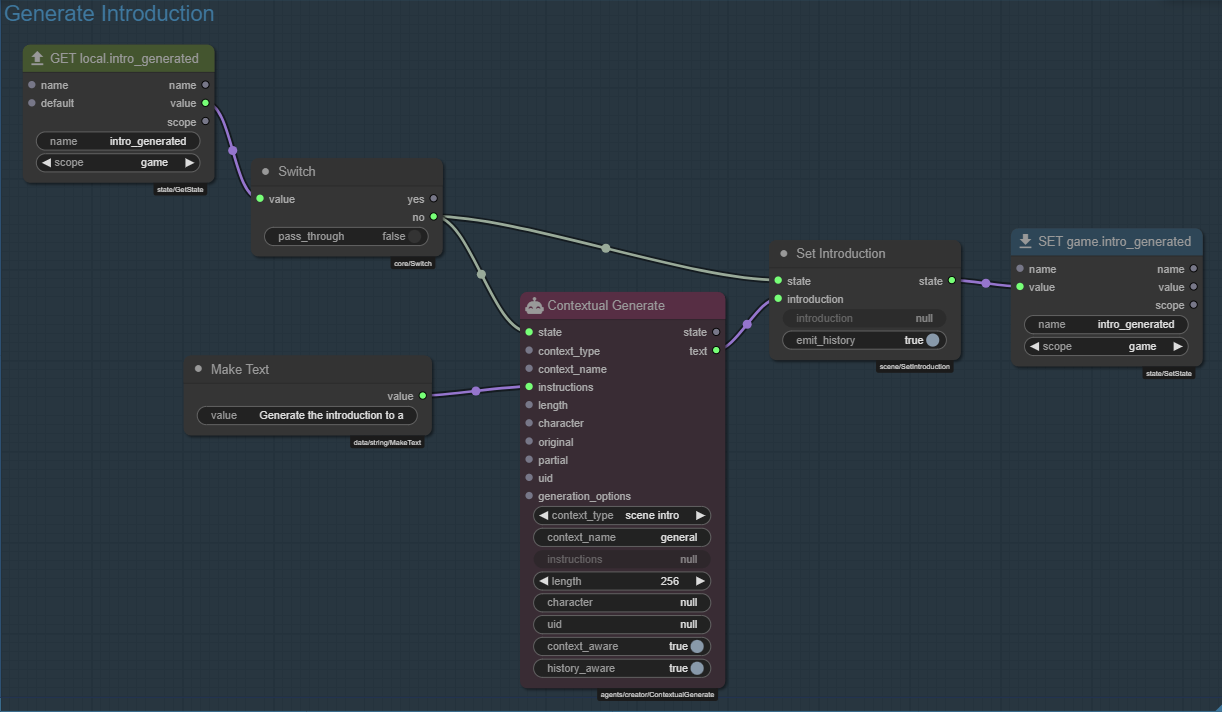 Generate Introduction
GET local.intro_generated
name name
default value
scope
name intro_generated
scope game
state/GetState
Switch
value yes
no
pass_through false
core/Switch
Make Text
value
value Generate the introduction to a
data/string/MakeText
Contextual Generate
state state
context_type text
context_name
instructions
length
character
original
partial
uid
generation_options
context_type scene intro
context_name general
instructions null
length 256
character null
uid null
context_aware true
history_aware true
agents/creator/ContextualGenerate
Set Introduction
state state
introduction
introduction null
emit_history true
scene/SetIntroduction
SET game.intro_generated
name name
value value
scope
name intro_generated
scope game
state/SetState